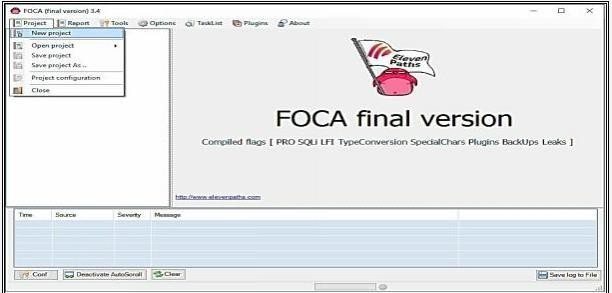 FOCA (final version) 3.4
Project Report Tools Options TaskList Plugins About
New project
Open project
Save project
Save project As ..
Project configuration
Close
Eleven
Paths
FOCA final version
Compiled flags [ PRO SQLi LFI TypeConversion SpecialChars Plugins BackUps Leaks ]
http://www.elevenpaths.com
Time Source Severity Message
Conf Deactivate AutoScroll Clear Save log to File